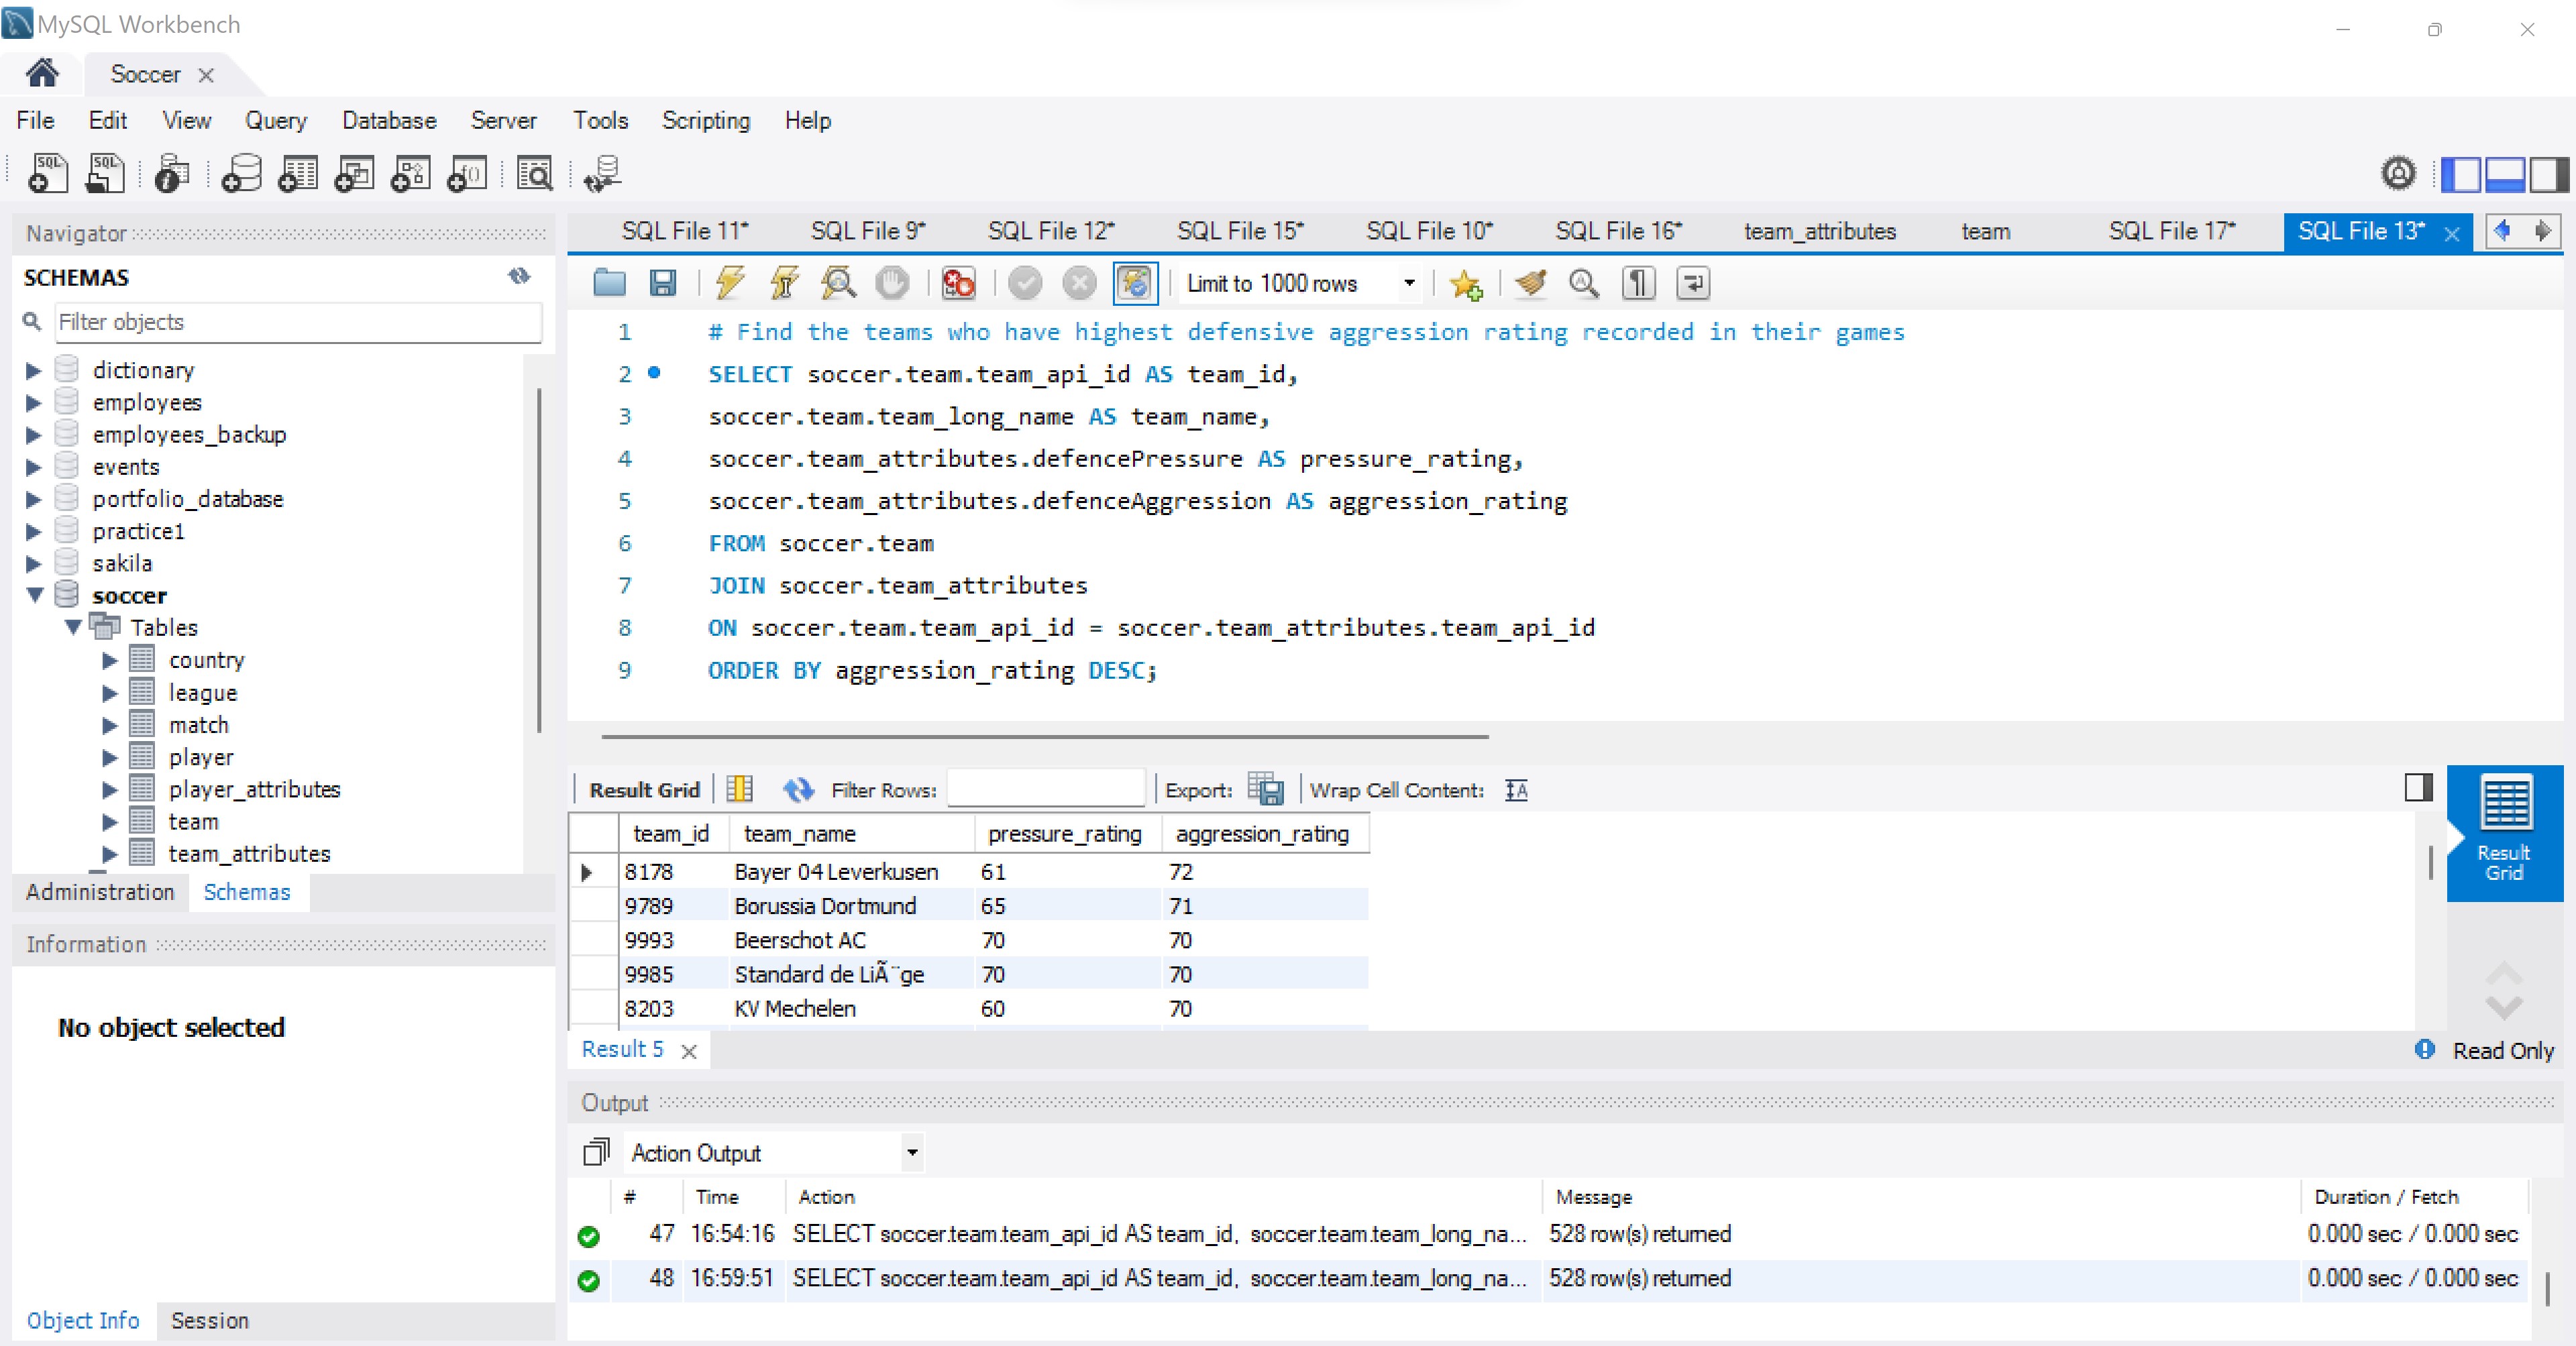 MySQL Workbench
Soccer
File Edit View Query Database Server Tools Scripting Help
Navigator
SCHEMAS
Filter objects
dictionary
employees
employees_backup
events
portfolio_database
practice1
sakila
soccer
Tables
country
league
match
player
player_attributes
team
team_attributes
Administration Schemas
Information
No object selected
Object Info Session
SQL File 11* SQL File 9* SQL File 12* SQL File 15* SQL File 10* SQL File 16* team_attributes team SQL File 17* SQL File 13*
Limit to 1000 rows
1 # Find the teams who have highest defensive aggression rating recorded in their games
2 SELECT soccer.team.team_api_id AS team_id,
3 soccer.team.team_long_name AS team_name,
4 soccer.team_attributes.defencePressure AS pressure_rating,
5 soccer.team_attributes.defenceAggression AS aggression_rating
6 FROM soccer.team
7 JOIN soccer.team_attributes
8 ON soccer.team.team_api_id = soccer.team_attributes.team_api_id
9 ORDER BY aggression_rating DESC;
Result Grid Filter Rows: Export: Wrap Cell Content:
team_id team_name pressure_rating aggression_rating
8178 Bayer 04 Leverkusen 61 72
9789 Borussia Dortmund 65 71
9993 Beerschot AC 70 70
9985 Standard de LiÃ¨ge 70 70
8203 KV Mechelen 60 70
Result Grid
Result 5 Read Only
Output
Action Output
# Time Action Message Duration / Fetch
47 16:54:16 SELECT soccer.team.team_api_id AS team_id, soccer.team.team_long_na... 528 row(s) returned 0.000 sec / 0.000 sec
48 16:59:51 SELECT soccer.team.team_api_id AS team_id, soccer.team.team_long_na... 528 row(s) returned 0.000 sec / 0.000 sec